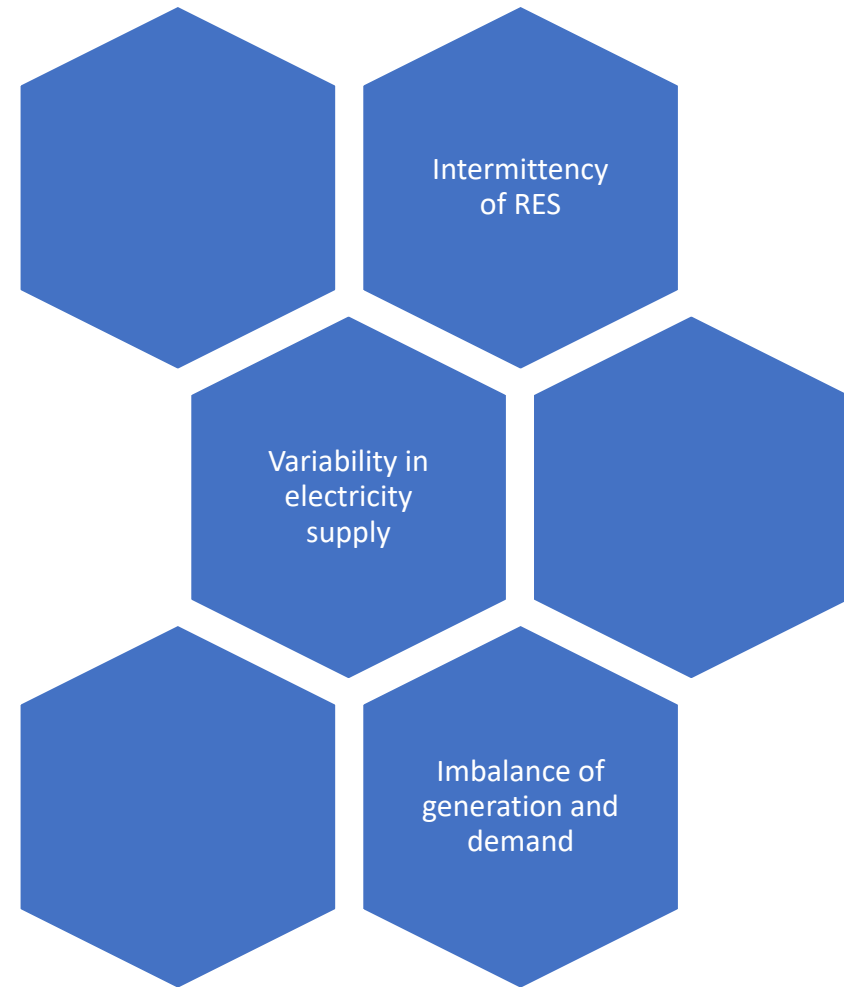 Intermittency
of RES
Variability in
electricity
supply
Imbalance of
generation and
demand